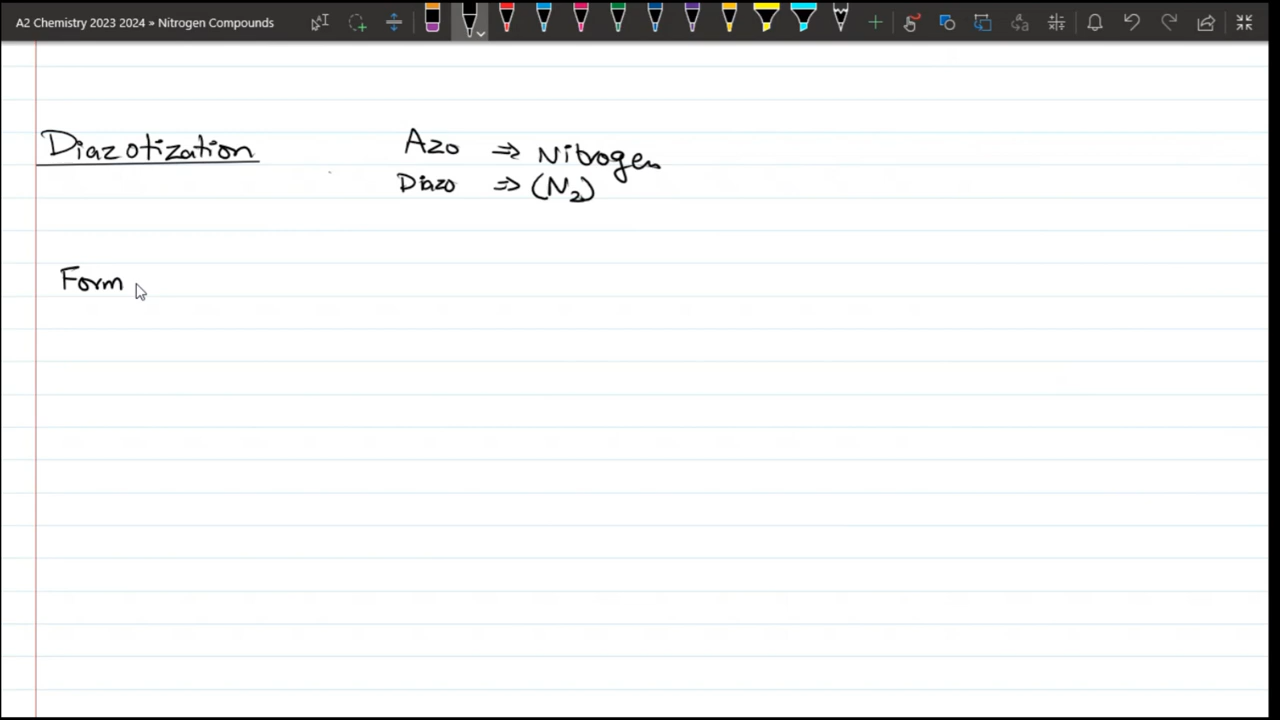 A2 Chemistry 2023 2024 » Nitrogen Compounds
Diazotization
Azo ⇒ Nitrogen
Diazo ⇒ (N₂)
Form